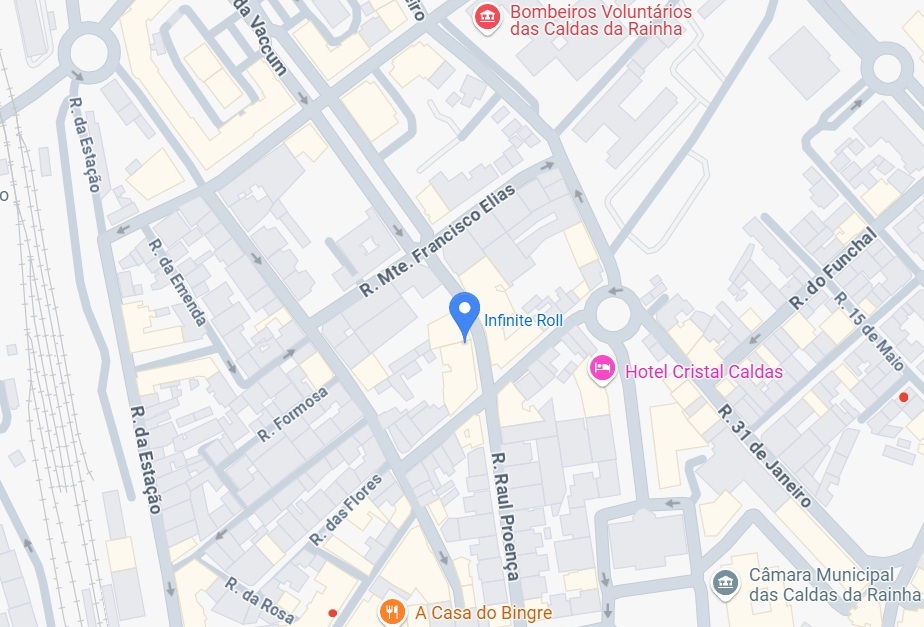 Bombeiros Voluntários
das Caldas da Rainha
da Vaccum
eiro
R. da Estação
o
R. Mte. Francisco Elias
R. da Emenda
R. do Funchal
Infinite Roll
R. 15 de Maio
Hotel Cristal Caldas
R. Formosa
R. da Estação
R. 31 de Janeiro
R. das Flores
R. Raul Proença
R. da Rosa
A Casa do Bingre
Câmara Municipal
das Caldas da Rainha